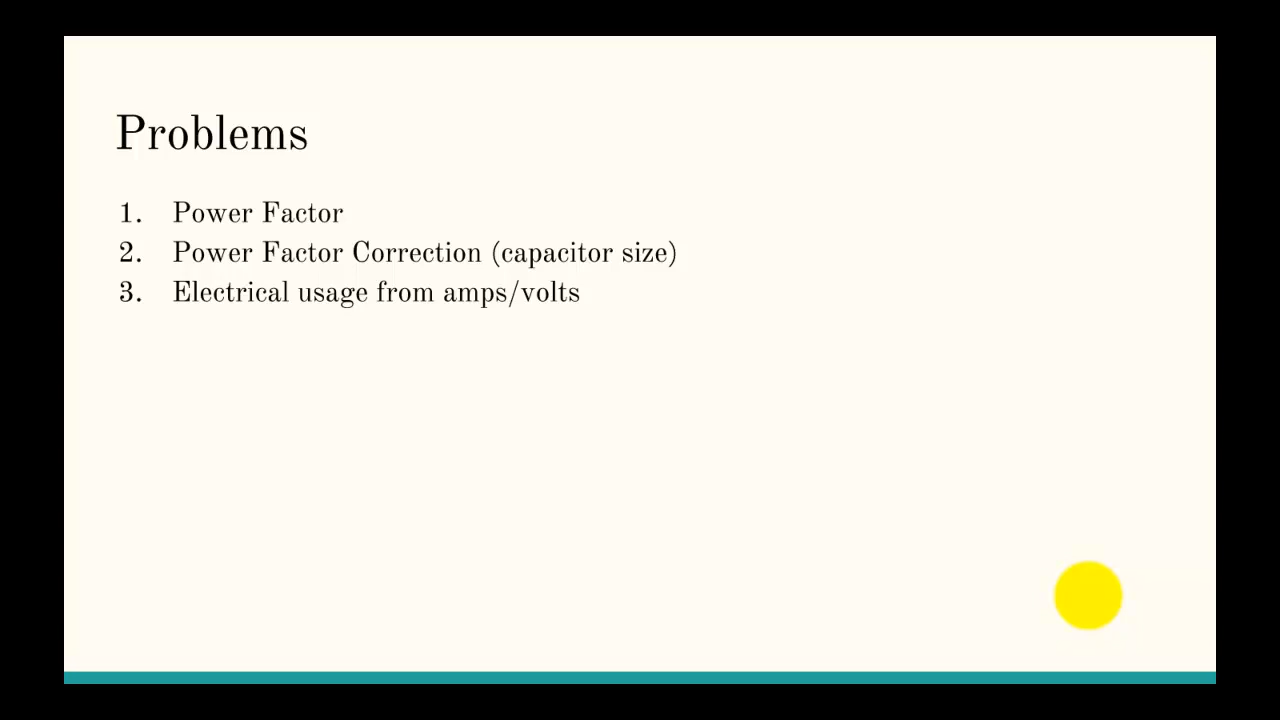 Problems
1. Power Factor
2. Power Factor Correction (capacitor size)
3. Electrical usage from amps/volts